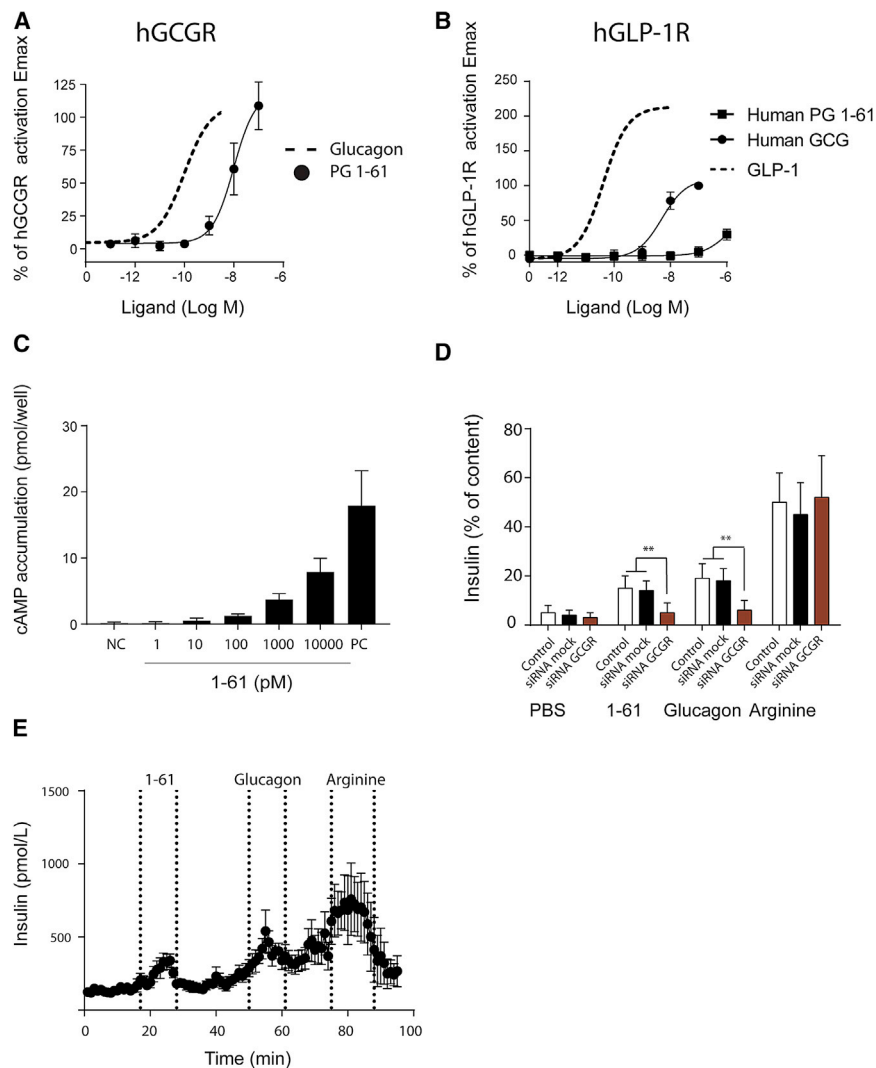 A
hGCGR
% of hGCGR activation Emax
125
100
75
50
25
0
0
-12
-10
-8
-6
Ligand (Log M)
Glucagon
PG 1-61
B
hGLP-1R
% of hGLP-1R activation Emax
250
200
150
100
50
0
0
-12
-10
-8
-6
Ligand (Log M)
Human PG 1-61
Human GCG
GLP-1
C
cAMP accumulation (pmol/well)
30
20
10
0
NC 1 10 100 1000 10000 PC
1-61 (pM)
D
Insulin (% of content)
80
60
40
20
0
**
**
Control
siRNA mock
siRNA GCGR
Control
siRNA mock
siRNA GCGR
Control
siRNA mock
siRNA GCGR
Control
siRNA mock
siRNA GCGR
PBS 1-61 Glucagon Arginine
E
1-61 Glucagon Arginine
Insulin (pmol/L)
1500
1000
500
0 20 40 60 80 100
Time (min)